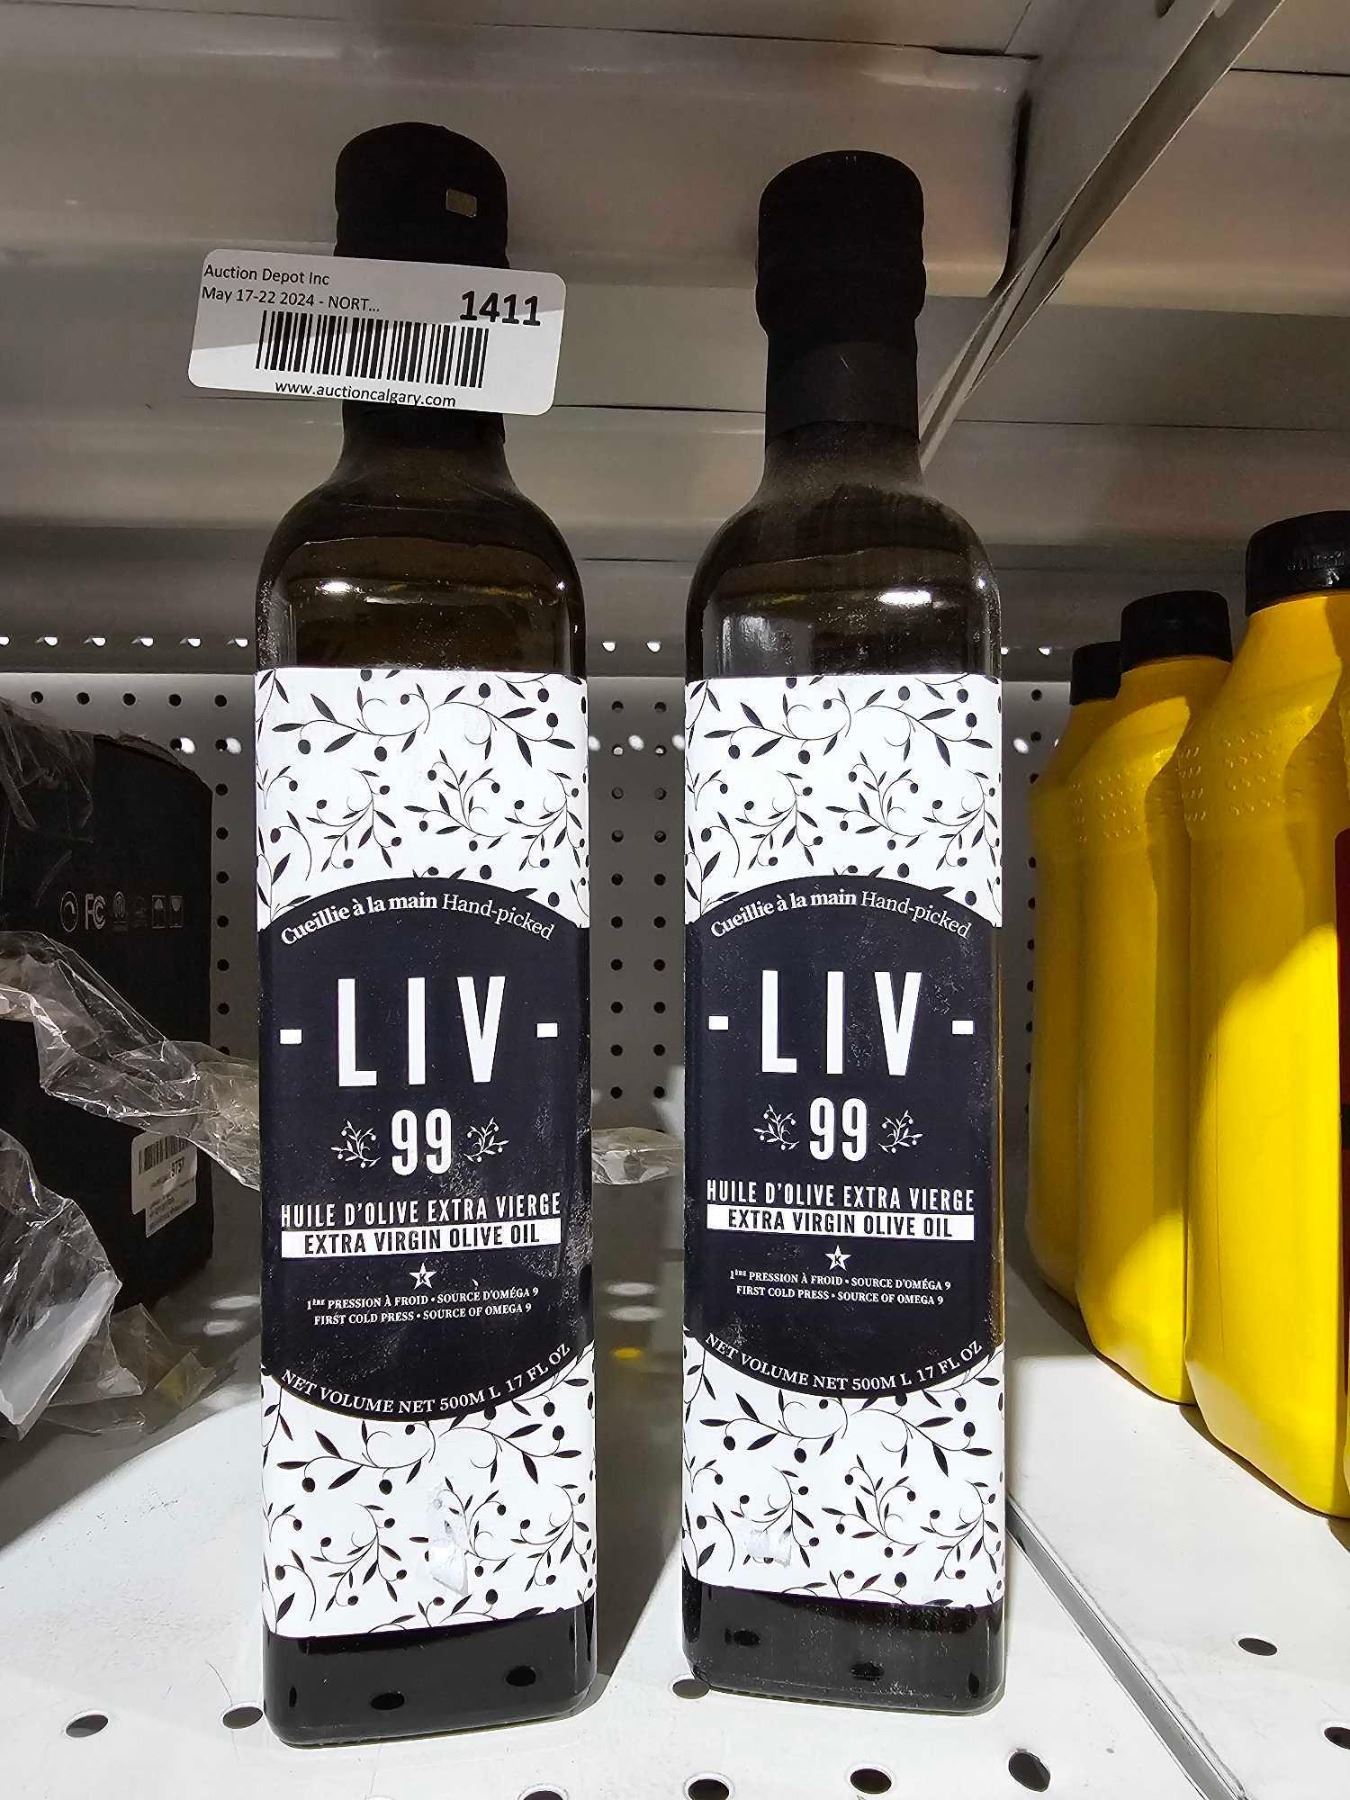 Auction Depot Inc
May 17-22 2024 - NORT...
1411
www.auctioncalgary.com
Cueillie à la main Hand-picked
- LIV -
99
HUILE D'OLIVE EXTRA VIERGE
EXTRA VIRGIN OLIVE OIL
K
1ÈRE PRESSION À FROID • SOURCE D'OMÉGA 9
FIRST COLD PRESS • SOURCE OF OMEGA 9
NET VOLUME NET 500M L 17 FL OZ
Cueillie à la main Hand-picked
- LIV -
99
HUILE D'OLIVE EXTRA VIERGE
EXTRA VIRGIN OLIVE OIL
K
1ÈRE PRESSION À FROID • SOURCE D'OMÉGA 9
FIRST COLD PRESS • SOURCE OF OMEGA 9
NET VOLUME NET 500M L 17 FL OZ
FC